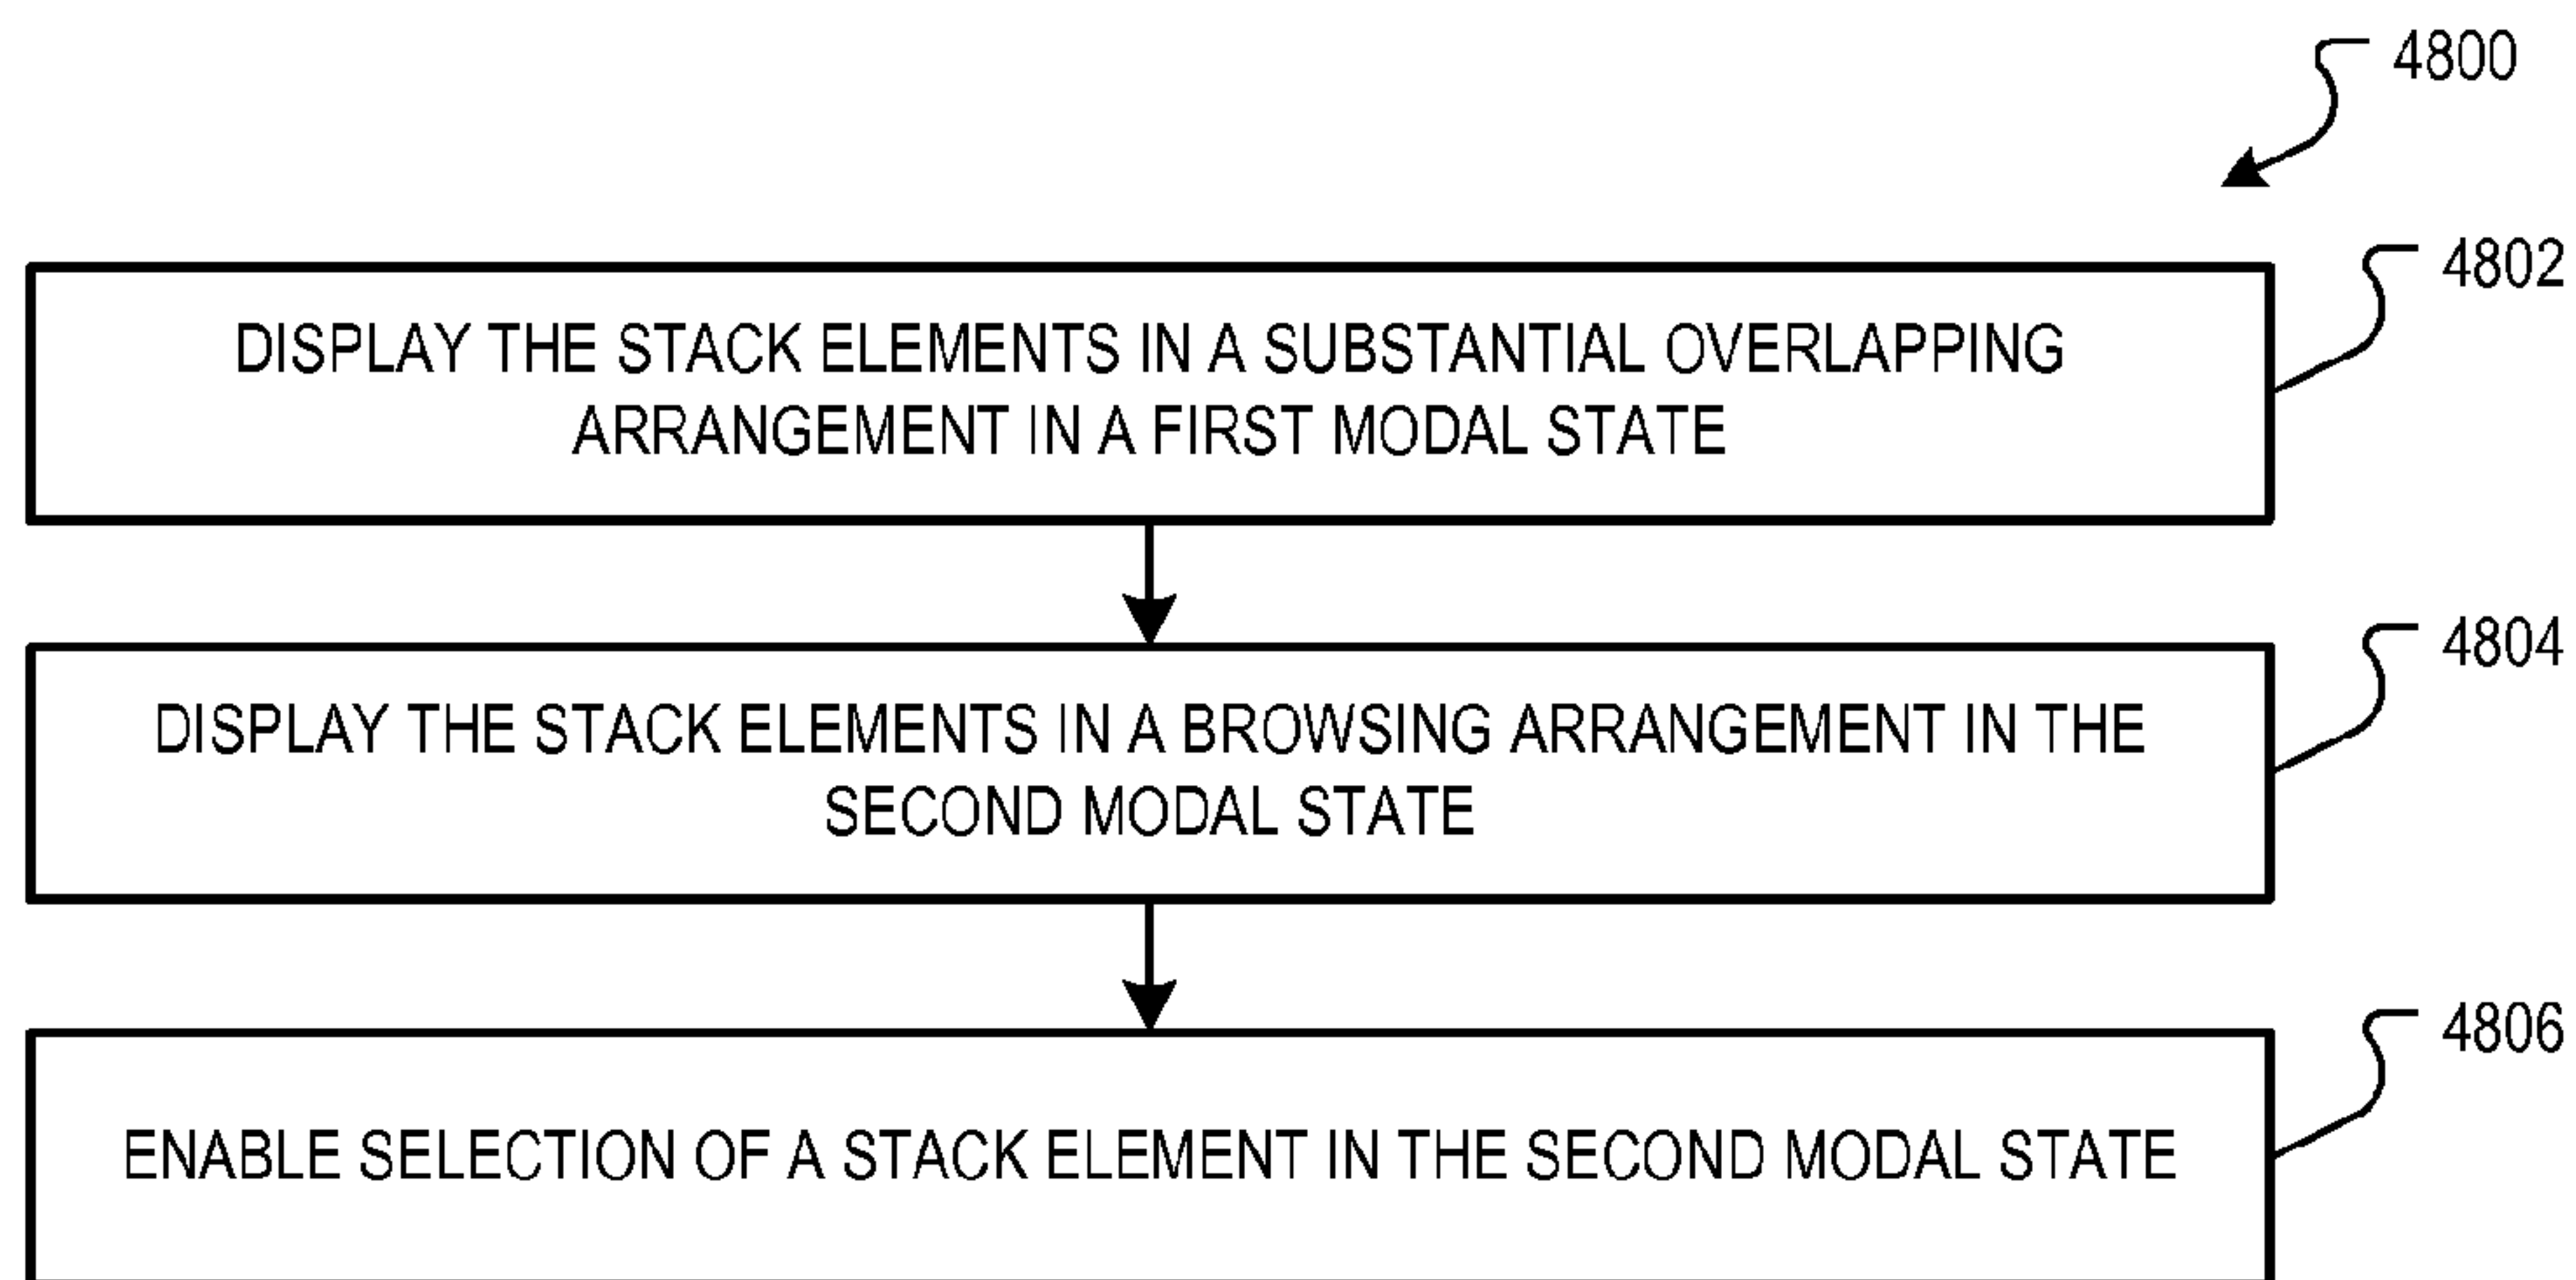 4800
4802
DISPLAY THE STACK ELEMENTS IN A SUBSTANTIAL OVERLAPPING
ARRANGEMENT IN A FIRST MODAL STATE
4804
DISPLAY THE STACK ELEMENTS IN A BROWSING ARRANGEMENT IN THE
SECOND MODAL STATE
4806
ENABLE SELECTION OF A STACK ELEMENT IN THE SECOND MODAL STATE